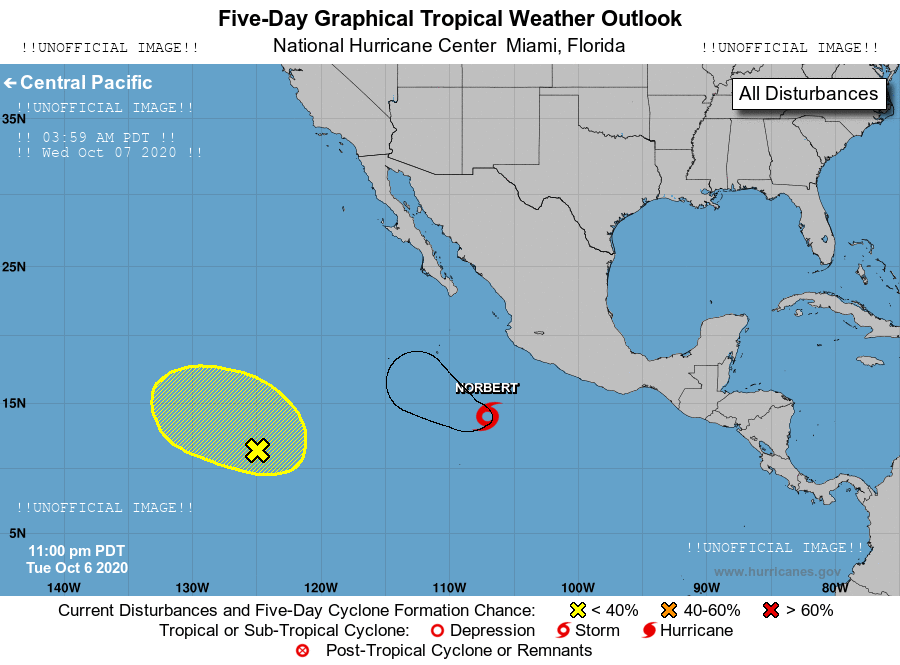 Five-Day Graphical Tropical Weather Outlook
National Hurricane Center  Miami, Florida
!!UNOFFICIAL IMAGE!!
!!UNOFFICIAL IMAGE!!
← Central Pacific
All Disturbances
!!UNOFFICIAL IMAGE!!
35N
!! 03:59 AM PDT !!
!! Wed Oct 07 2020 !!
25N
NORBERT
15N
!!UNOFFICIAL IMAGE!!
5N
!!UNOFFICIAL IMAGE!!
11:00 pm PDT
Tue Oct 6 2020
www.hurricanes.gov
140W 130W 120W 110W 100W 90W 80W
Current Disturbances and Five-Day Cyclone Formation Chance: < 40% 40-60% > 60%
Tropical or Sub-Tropical Cyclone: Depression Storm Hurricane
Post-Tropical Cyclone or Remnants